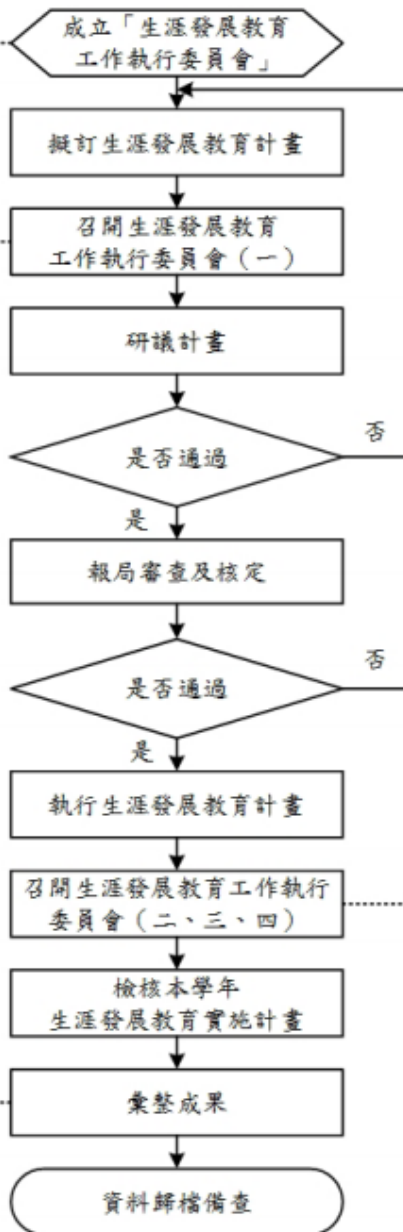 成立「生涯發展教育
工作執行委員會」
擬訂生涯發展教育計畫
召開生涯發展教育
工作執行委員會（一）
研議計畫
是否通過
否
是
報局審查及核定
是否通過
否
是
執行生涯發展教育計畫
召開生涯發展教育工作執行
委員會（二、三、四）
檢核本學年
生涯發展教育實施計畫
彙整成果
資料歸檔備查